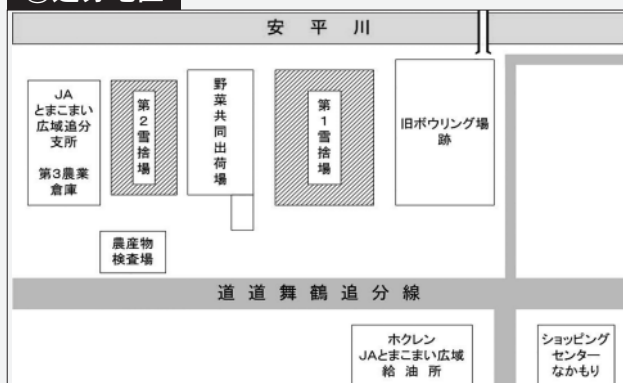 安平川
JA
とまこまい
広域追分
支所
第3農業
倉庫
第2雪捨場
野菜共同出荷場
第1雪捨場
旧ボウリング場
跡
農産物
検査場
道道舞鶴追分線
ホクレン
JAとまこまい広域
給油所
ショッピング
センター
なかもり